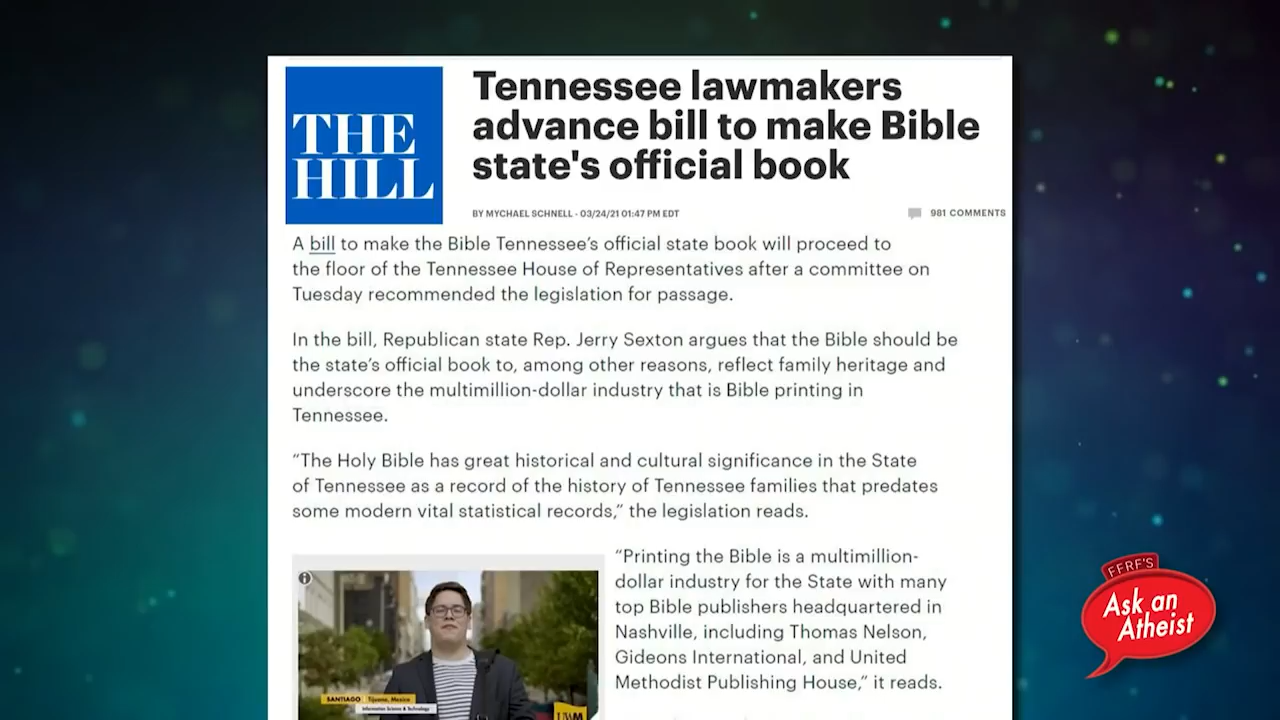 THE
HILL
Tennessee lawmakers
advance bill to make Bible
state's official book
BY MYCHAEL SCHNELL - 03/24/21 01:47 PM EDT
981 COMMENTS
A bill to make the Bible Tennessee's official state book will proceed to
the floor of the Tennessee House of Representatives after a committee on
Tuesday recommended the legislation for passage.
In the bill, Republican state Rep. Jerry Sexton argues that the Bible should be
the state's official book to, among other reasons, reflect family heritage and
underscore the multimillion-dollar industry that is Bible printing in
Tennessee.
“The Holy Bible has great historical and cultural significance in the State
of Tennessee as a record of the history of Tennessee families that predates
some modern vital statistical records,” the legislation reads.
“Printing the Bible is a multimillion-
dollar industry for the State with many
top Bible publishers headquartered in
Nashville, including Thomas Nelson,
Gideons International, and United
Methodist Publishing House,” it reads.
SANTIAGO Tijuana, Mexico
Information Science & Technology
UWM
FFRF'S
Ask an
Atheist